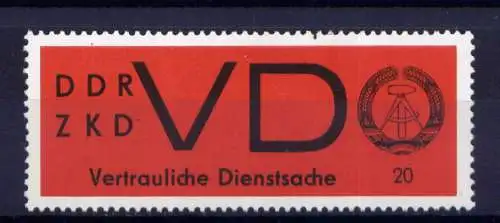 DDR
ZKD
VD
Vertrauliche Dienstsache
20